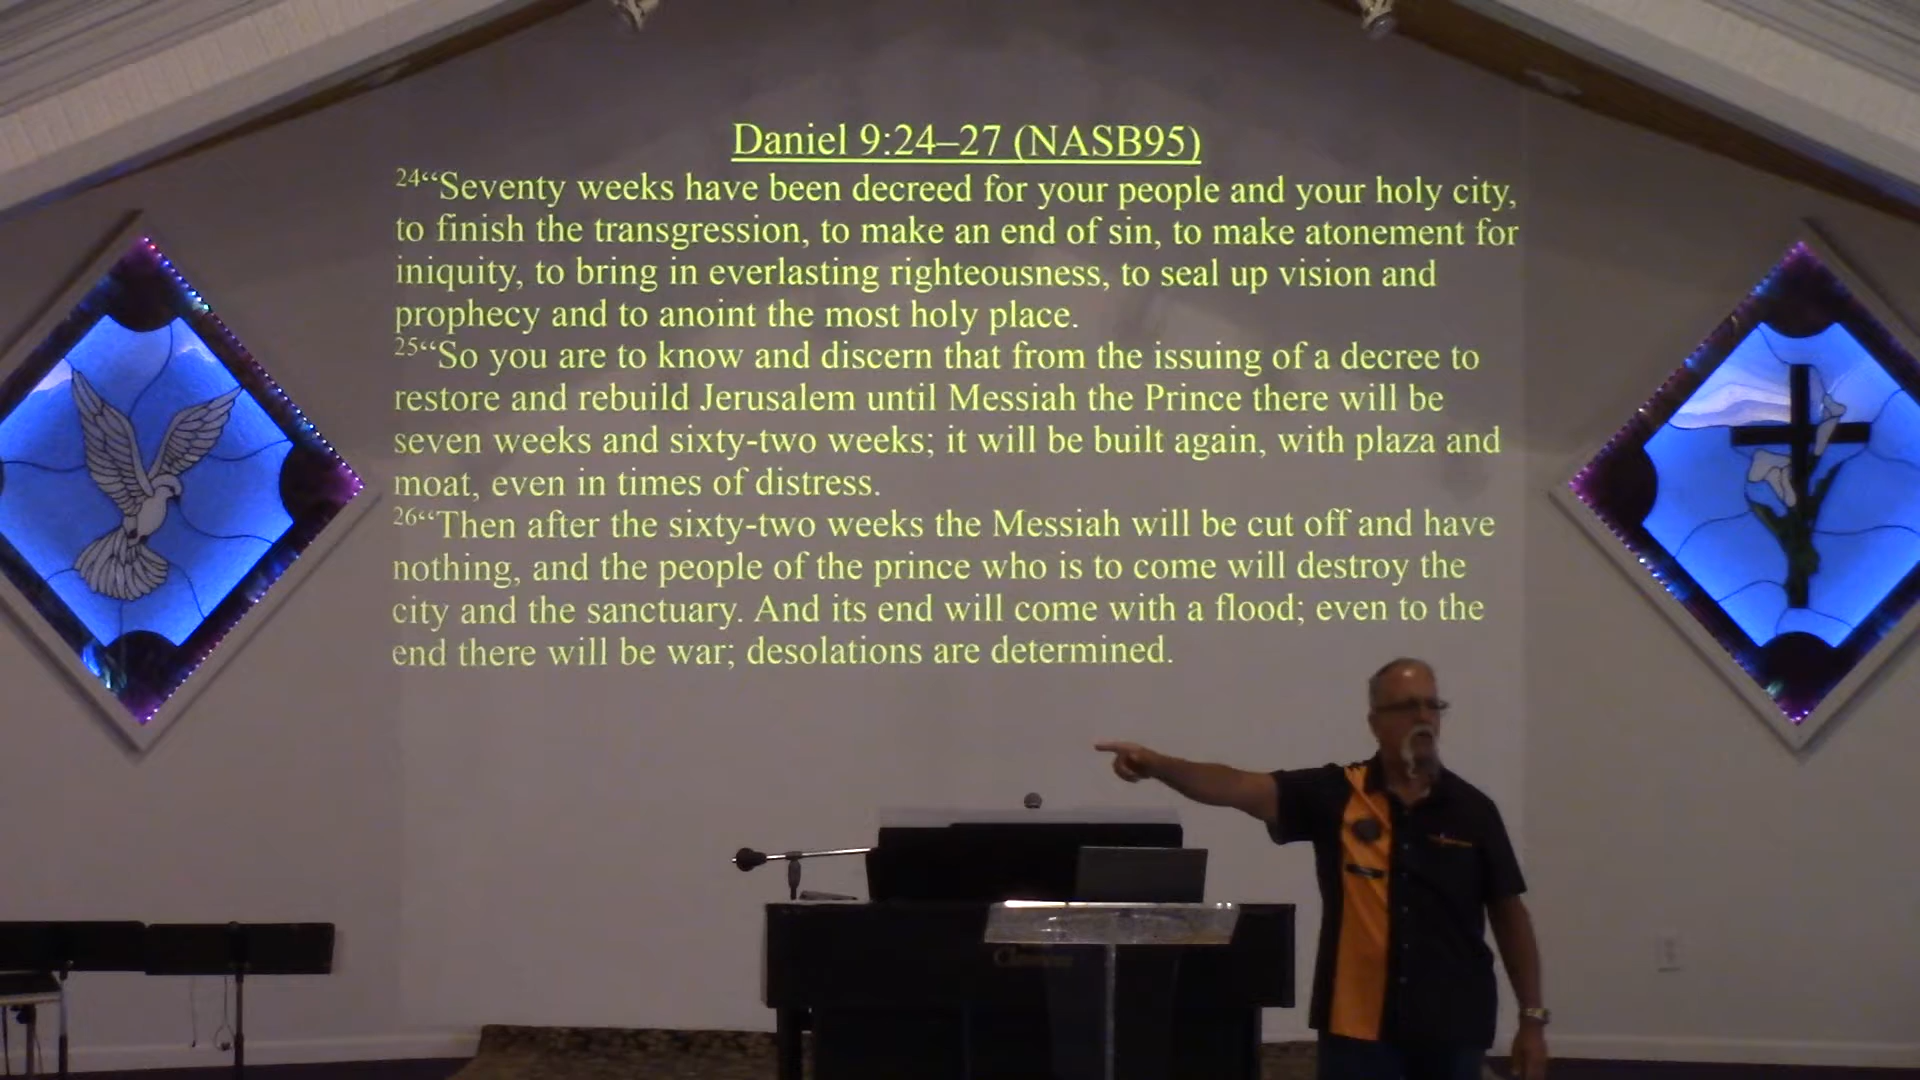 Daniel 9:24–27 (NASB95)
24“Seventy weeks have been decreed for your people and your holy city,
to finish the transgression, to make an end of sin, to make atonement for
iniquity, to bring in everlasting righteousness, to seal up vision and
prophecy and to anoint the most holy place.
25“So you are to know and discern that from the issuing of a decree to
restore and rebuild Jerusalem until Messiah the Prince there will be
seven weeks and sixty-two weeks; it will be built again, with plaza and
moat, even in times of distress.
26“Then after the sixty-two weeks the Messiah will be cut off and have
nothing, and the people of the prince who is to come will destroy the
city and the sanctuary. And its end will come with a flood; even to the
end there will be war; desolations are determined.